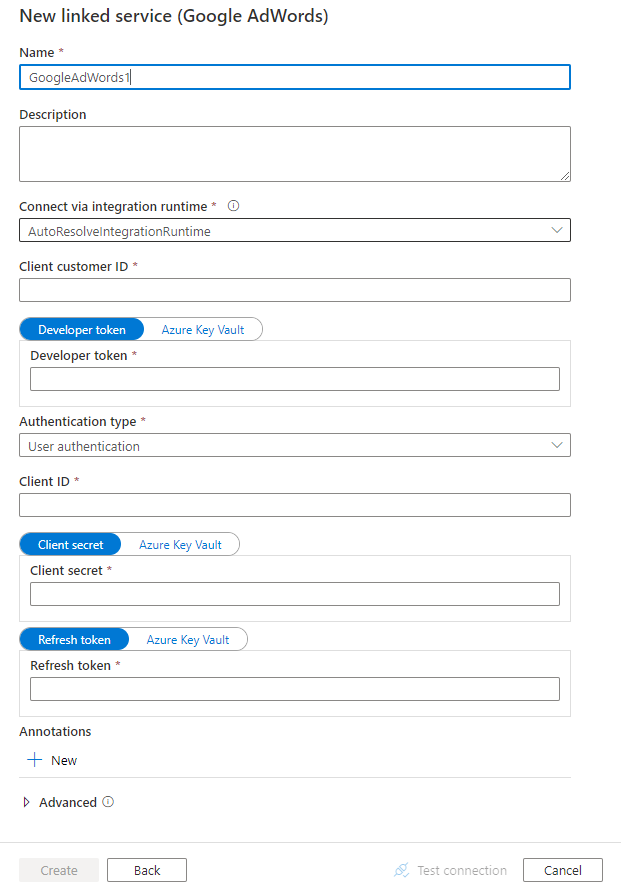 New linked service (Google AdWords)
Name *
GoogleAdWords1
Description
Connect via integration runtime *
AutoResolveIntegrationRuntime
Client customer ID *
Developer token Azure Key Vault
Developer token *
Authentication type *
User authentication
Client ID *
Client secret Azure Key Vault
Client secret *
Refresh token Azure Key Vault
Refresh token *
Annotations
New
Advanced
Create Back Test connection Cancel